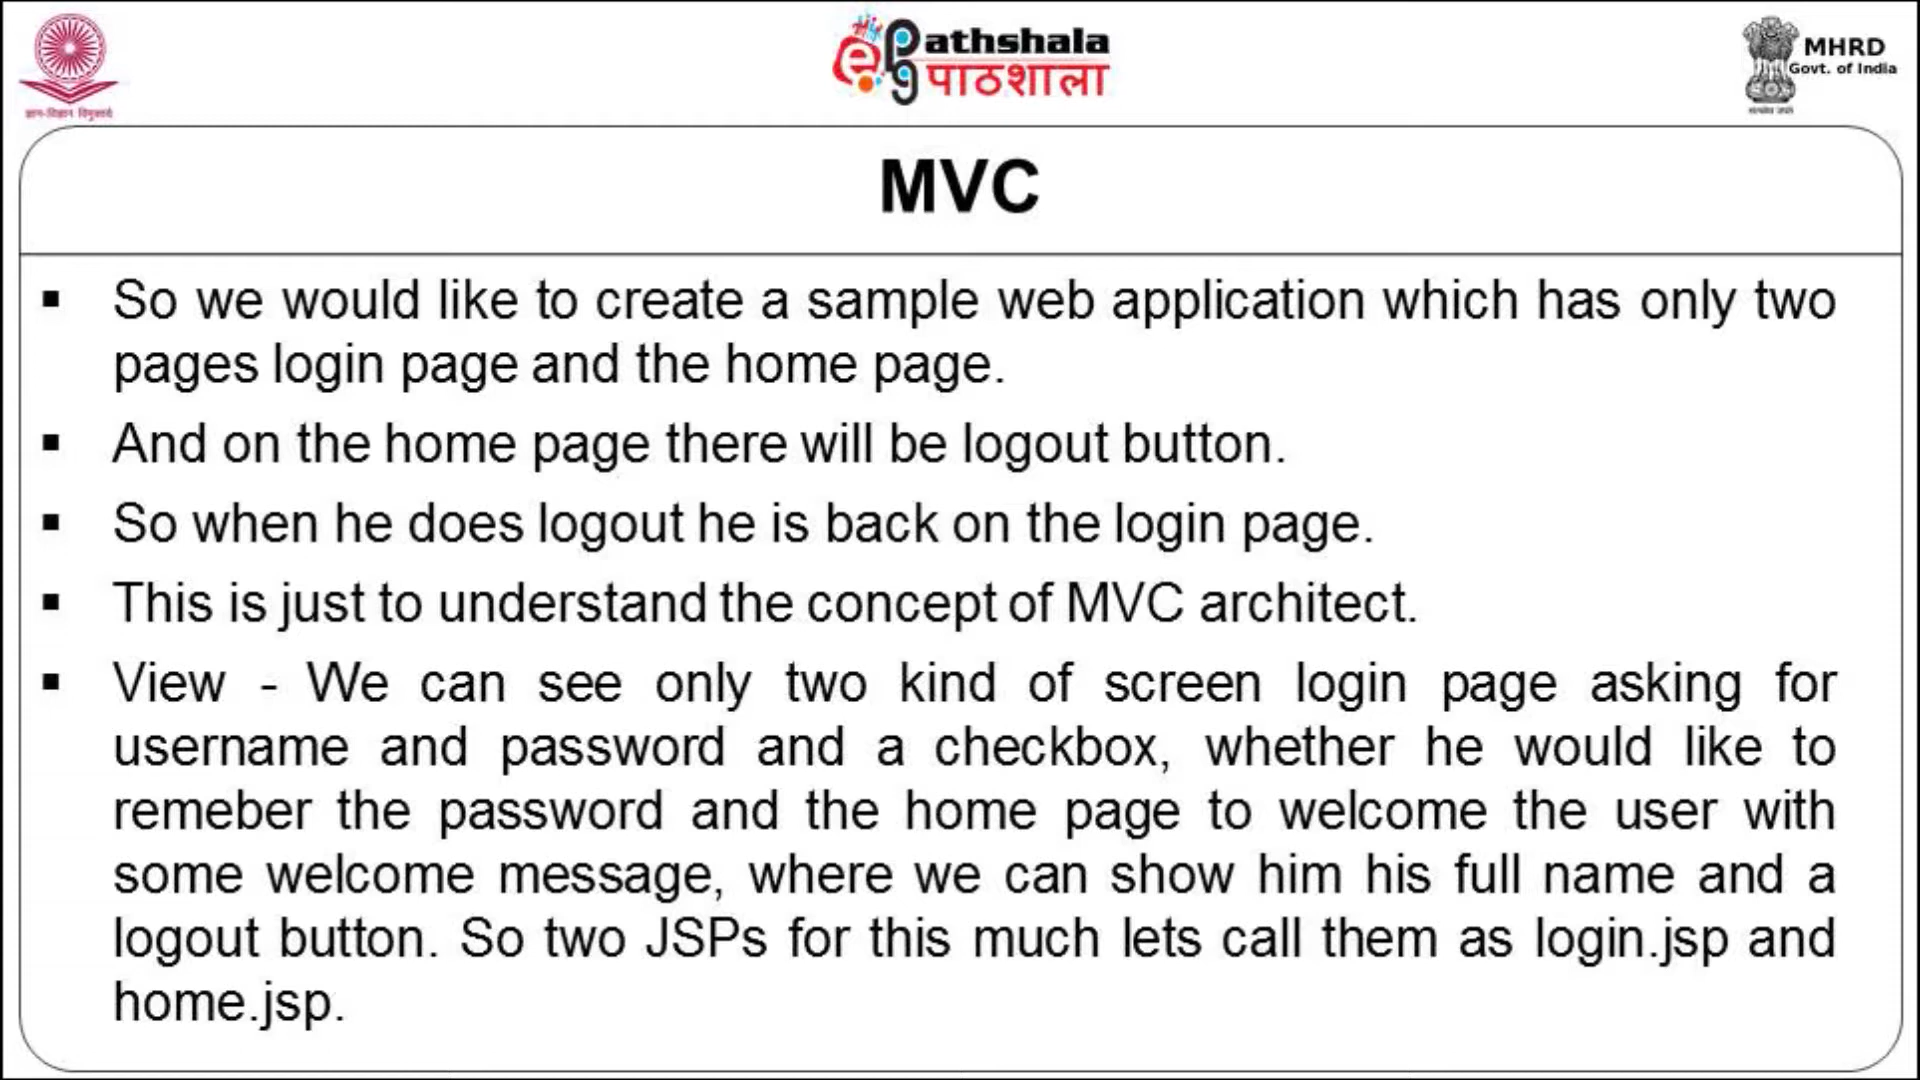 ज्ञान-विज्ञान विमुक्तये
ePathshala
पाठशाला
MHRD
Govt. of India
सत्यमेव जयते
MVC
▪ So we would like to create a sample web application which has only two
pages login page and the home page.
▪ And on the home page there will be logout button.
▪ So when he does logout he is back on the login page.
▪ This is just to understand the concept of MVC architect.
▪ View - We can see only two kind of screen login page asking for
username and password and a checkbox, whether he would like to
remeber the password and the home page to welcome the user with
some welcome message, where we can show him his full name and a
logout button. So two JSPs for this much lets call them as login.jsp and
home.jsp.